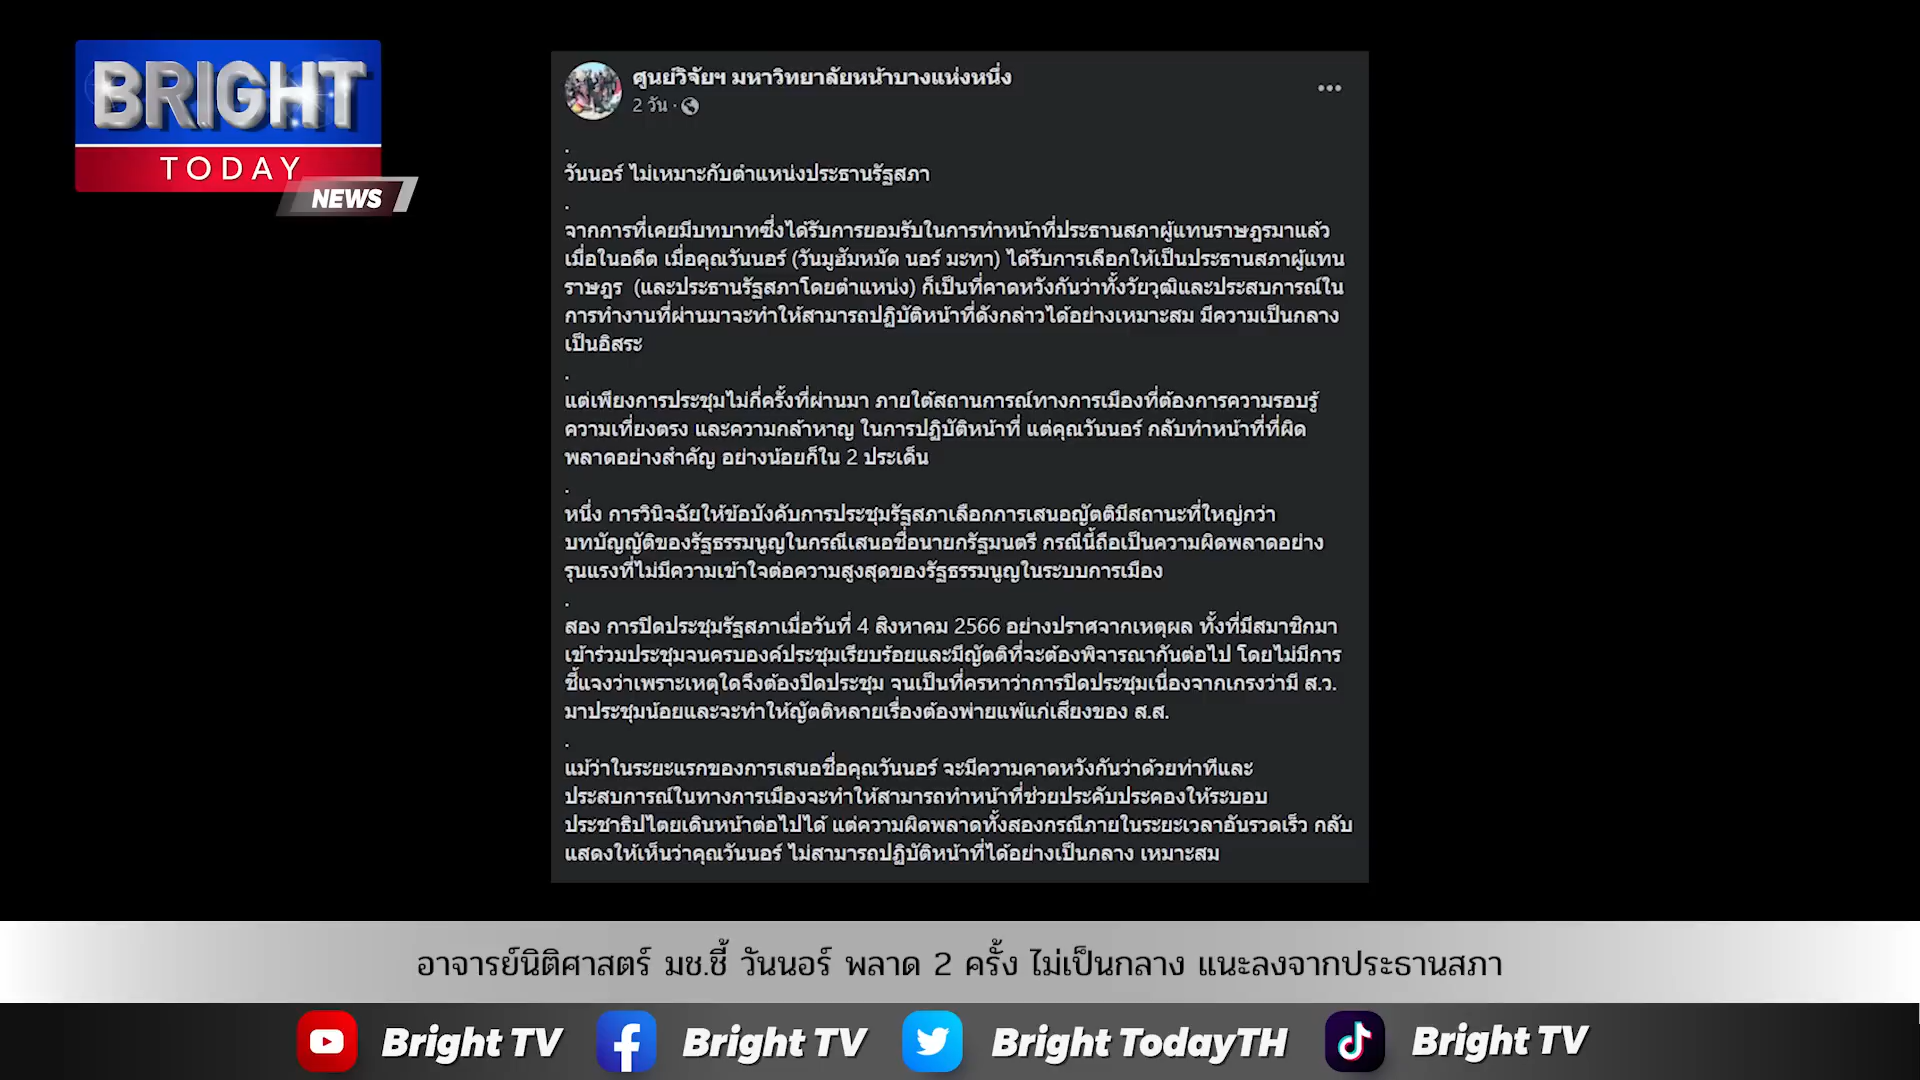 BRIGHT
TODAY
NEWS
ศูนย์วิจัยฯ มหาวิทยาลัยหน้าบางแห่งหนึ่ง
2 วัน ·
.
วันนอร์ ไม่เหมาะกับตำแหน่งประธานรัฐสภา
.
จากการที่เคยมีบทบาทซึ่งได้รับการยอมรับในการทำหน้าที่ประธานสภาผู้แทนราษฎรมาแล้ว
เมื่อในอดีต เมื่อคุณวันนอร์ (วันมูฮัมหมัด นอร์ มะทา) ได้รับการเลือกให้เป็นประธานสภาผู้แทน
ราษฎร (และประธานรัฐสภาโดยตำแหน่ง) ก็เป็นที่คาดหวังกันว่าทั้งวัยวุฒิและประสบการณ์ใน
การทำงานที่ผ่านมาจะทำให้สามารถปฏิบัติหน้าที่ดังกล่าวได้อย่างเหมาะสม มีความเป็นกลาง
เป็นอิสระ
.
แต่เพียงการประชุมไม่กี่ครั้งที่ผ่านมา ภายใต้สถานการณ์ทางการเมืองที่ต้องการความรอบรู้
ความเที่ยงตรง และความกล้าหาญ ในการปฏิบัติหน้าที่ แต่คุณวันนอร์ กลับทำหน้าที่ที่ผิด
พลาดอย่างสำคัญ อย่างน้อยก็ใน 2 ประเด็น
.
หนึ่ง การวินิจฉัยให้ข้อบังคับการประชุมรัฐสภาเลือกการเสนอญัตติมีสถานะที่ใหญ่กว่า
บทบัญญัติของรัฐธรรมนูญในกรณีเสนอชื่อนายกรัฐมนตรี กรณีนี้ถือเป็นความผิดพลาดอย่าง
รุนแรงที่ไม่มีความเข้าใจต่อความสูงสุดของรัฐธรรมนูญในระบบการเมือง
.
สอง การปิดประชุมรัฐสภาเมื่อวันที่ 4 สิงหาคม 2566 อย่างปราศจากเหตุผล ทั้งที่มีสมาชิกมา
เข้าร่วมประชุมจนครบองค์ประชุมเรียบร้อยและมีญัตติที่จะต้องพิจารณากันต่อไป โดยไม่มีการ
ชี้แจงว่าเพราะเหตุใดจึงต้องปิดประชุม จนเป็นที่ครหาว่าการปิดประชุมเนื่องจากเกรงว่ามี ส.ว.
มาประชุมน้อยและจะทำให้ญัตติหลายเรื่องต้องพ่ายแพ้แก่เสียงของ ส.ส.
.
แม้ว่าในระยะแรกของการเสนอชื่อคุณวันนอร์ จะมีความคาดหวังกันว่าด้วยท่าทีและ
ประสบการณ์ในทางการเมืองจะทำให้สามารถทำหน้าที่ช่วยประคับประคองให้ระบอบ
ประชาธิปไตยเดินหน้าต่อไปได้ แต่ความผิดพลาดทั้งสองกรณีภายในระยะเวลาอันรวดเร็ว กลับ
แสดงให้เห็นว่าคุณวันนอร์ ไม่สามารถปฏิบัติหน้าที่ได้อย่างเป็นกลาง เหมาะสม
อาจารย์นิติศาสตร์ มช.ชี้ วันนอร์ พลาด 2 ครั้ง ไม่เป็นกลาง แนะลงจากประธานสภา
Bright TV Bright TV Bright TodayTH Bright TV